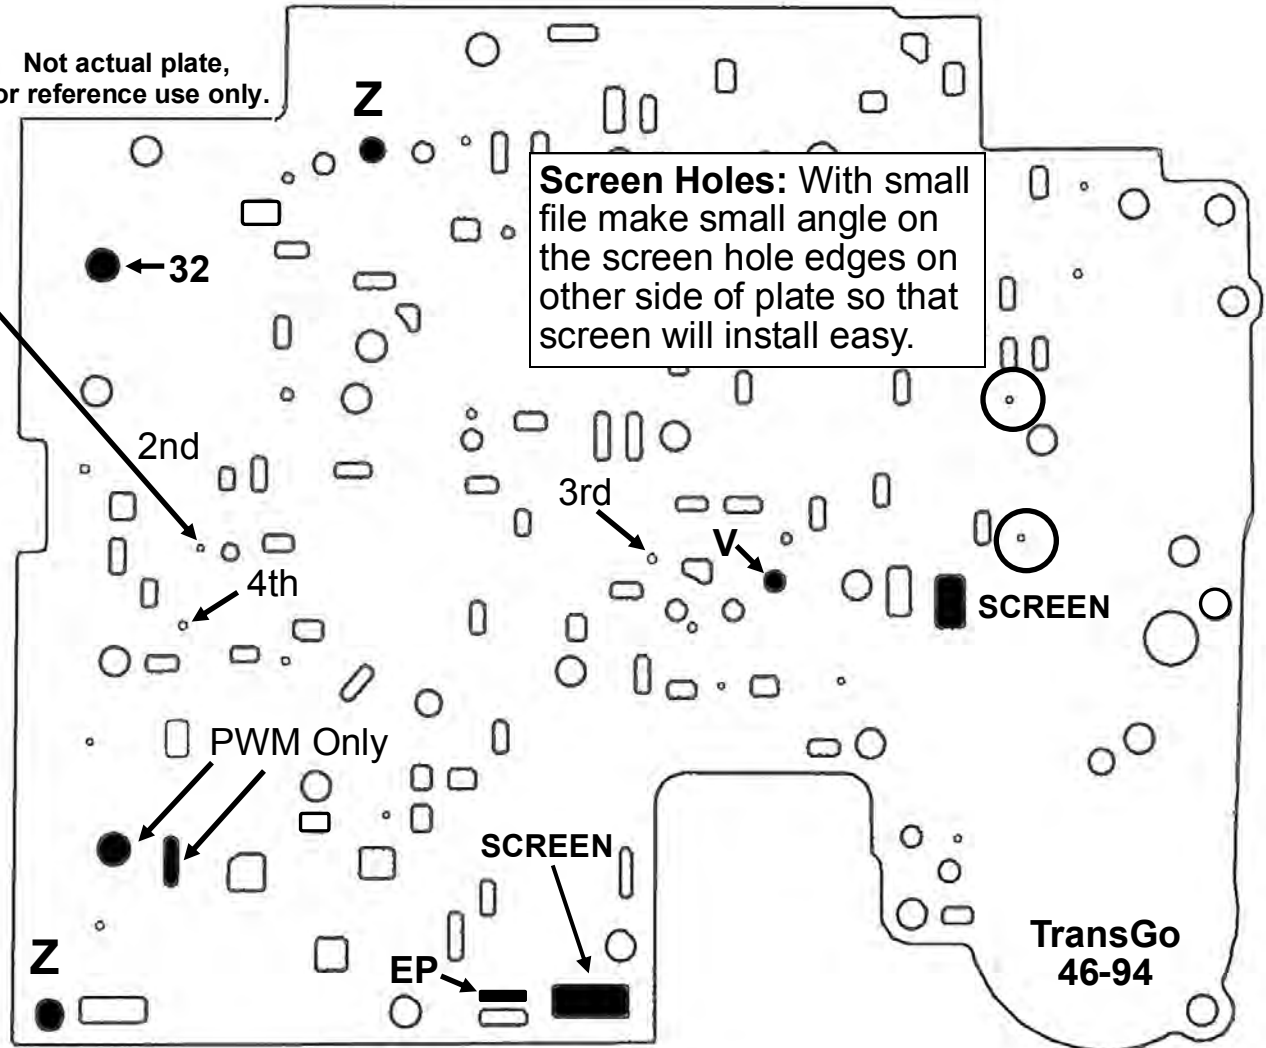 Not actual plate,
or reference use only.
Z
Screen Holes: With small
file make small angle on
the screen hole edges on
other side of plate so that
screen will install easy.
32
2nd
3rd
V
4th
SCREEN
PWM Only
SCREEN
EP
Z
TransGo
46-94